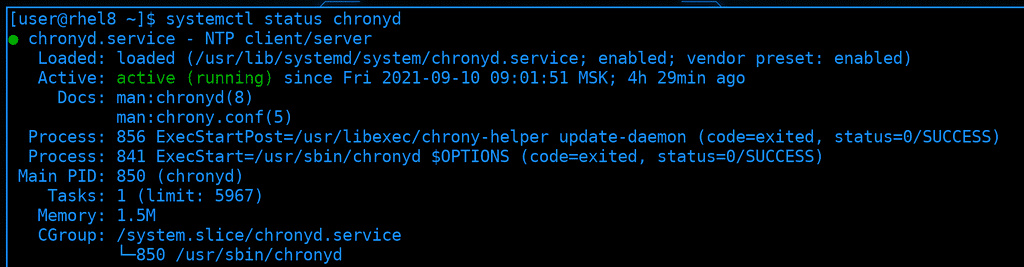 [user@rhel8 ~]$ systemctl status chronyd
● chronyd.service - NTP client/server
   Loaded: loaded (/usr/lib/systemd/system/chronyd.service; enabled; vendor preset: enabled)
   Active: active (running) since Fri 2021-09-10 09:01:51 MSK; 4h 29min ago
     Docs: man:chronyd(8)
           man:chrony.conf(5)
  Process: 856 ExecStartPost=/usr/libexec/chrony-helper update-daemon (code=exited, status=0/SUCCESS)
  Process: 841 ExecStart=/usr/sbin/chronyd $OPTIONS (code=exited, status=0/SUCCESS)
 Main PID: 850 (chronyd)
    Tasks: 1 (limit: 5967)
   Memory: 1.5M
   CGroup: /system.slice/chronyd.service
           └─850 /usr/sbin/chronyd